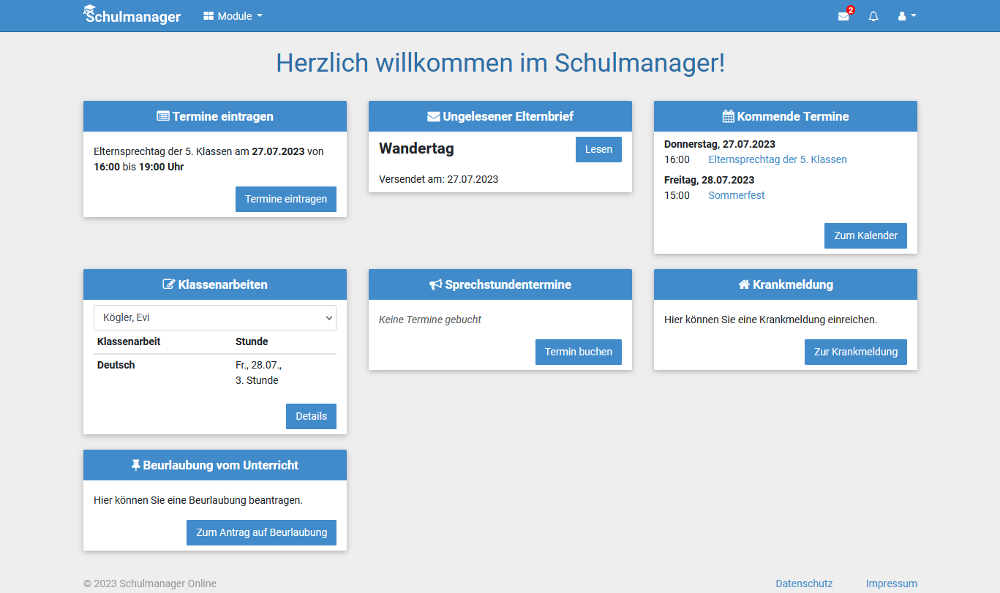 Schulmanager
Module
2
Herzlich willkommen im Schulmanager!
Termine eintragen
Elternsprechtag der 5. Klassen am 27.07.2023 von
16:00 bis 19:00 Uhr
Termine eintragen
Ungelesener Elternbrief
Wandertag
Lesen
Versendet am: 27.07.2023
Kommende Termine
Donnerstag, 27.07.2023
16:00 Elternsprechtag der 5. Klassen
Freitag, 28.07.2023
15:00 Sommerfest
Zum Kalender
Klassenarbeiten
Kögler, Evi
Klassenarbeit Stunde
Deutsch Fr., 28.07.,
3. Stunde
Details
Sprechstundentermine
Keine Termine gebucht
Termin buchen
Krankmeldung
Hier können Sie eine Krankmeldung einreichen.
Zur Krankmeldung
Beurlaubung vom Unterricht
Hier können Sie eine Beurlaubung beantragen.
Zum Antrag auf Beurlaubung
© 2023 Schulmanager Online
Datenschutz
Impressum